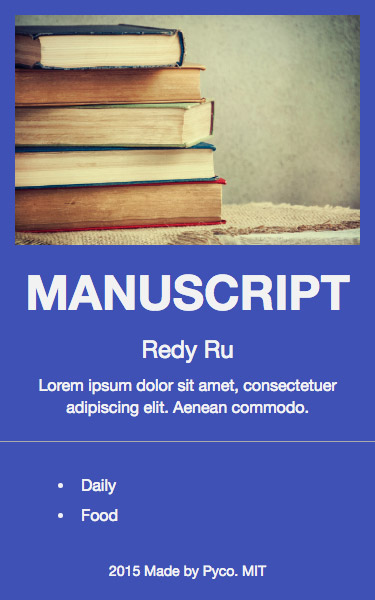 MANUSCRIPT
Redy Ru
Lorem ipsum dolor sit amet, consectetuer
adipiscing elit. Aenean commodo.
• Daily
• Food
2015 Made by Pyco. MIT